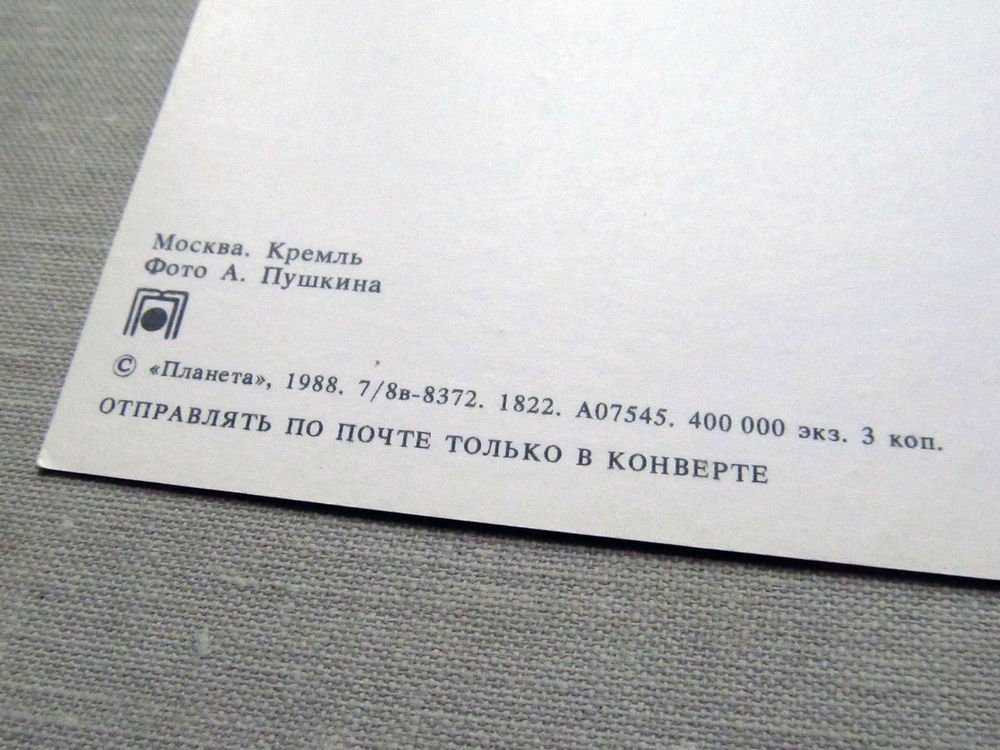 Москва. Кремль
Фото А. Пушкина
© «Планета», 1988. 7/8в-8372. 1822. А07545. 400 000 экз. 3 коп.
ОТПРАВЛЯТЬ ПО ПОЧТЕ ТОЛЬКО В КОНВЕРТЕ